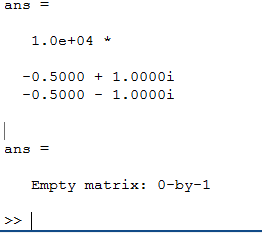 ans =
1.0e+04 *
-0.5000 + 1.0000i
-0.5000 - 1.0000i
ans =
Empty matrix: 0-by-1
>>